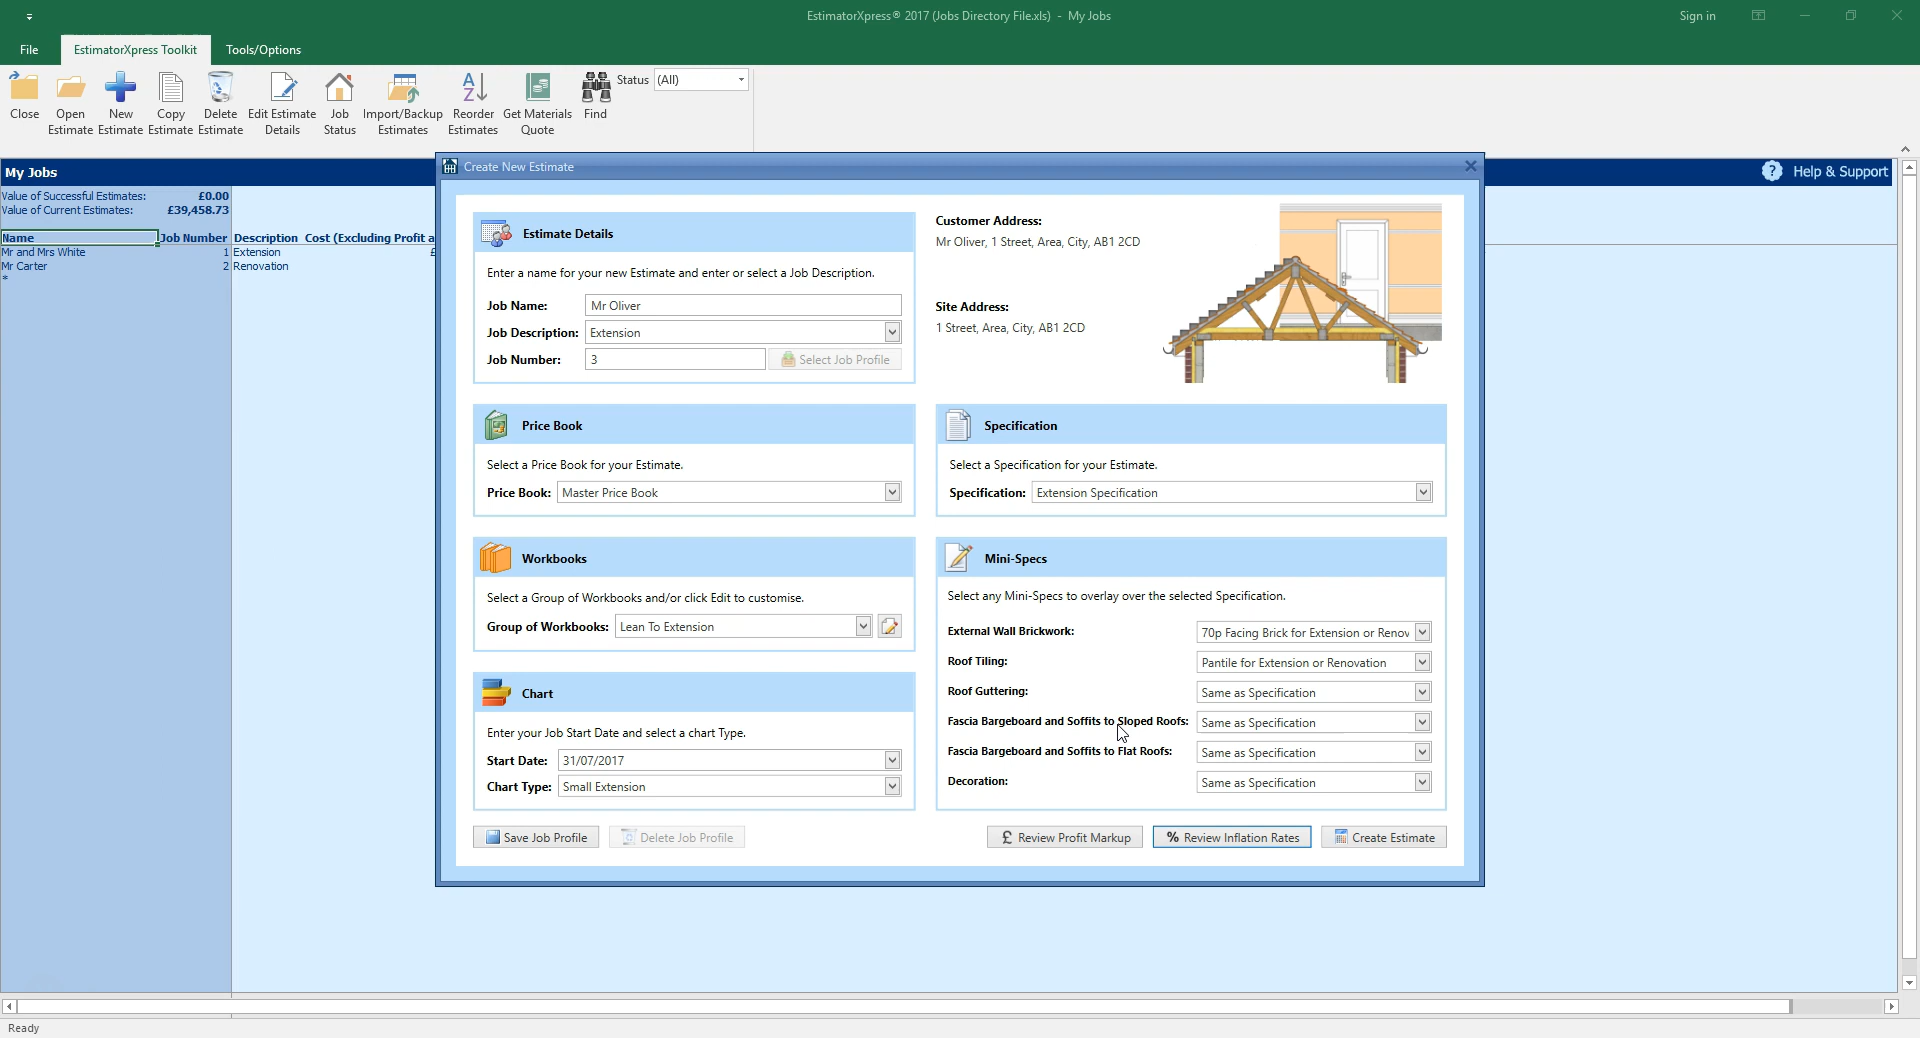 EstimatorXpress® 2017 (Jobs Directory File.xls) - My Jobs
Sign in
File
EstimatorXpress Toolkit
Tools/Options
Close
Open Estimate
New Estimate
Copy Estimate
Delete Estimate
Edit Estimate Details
Job Status
Import/Backup Estimates
Reorder Estimates
Get Materials Quote
Find
Status (All)
My Jobs
Help & Support
Value of Successful Estimates: £0.00
Value of Current Estimates: £39,458.73
Name Job Number Description Cost (Excluding Profit a
Mr and Mrs White 1 Extension £
Mr Carter 2 Renovation
*
Create New Estimate
Estimate Details
Enter a name for your new Estimate and enter or select a Job Description.
Job Name: Mr Oliver
Job Description: Extension
Job Number: 3 Select Job Profile
Customer Address:
Mr Oliver, 1 Street, Area, City, AB1 2CD
Site Address:
1 Street, Area, City, AB1 2CD
Price Book
Select a Price Book for your Estimate.
Price Book: Master Price Book
Specification
Select a Specification for your Estimate.
Specification: Extension Specification
Workbooks
Select a Group of Workbooks and/or click Edit to customise.
Group of Workbooks: Lean To Extension
Chart
Enter your Job Start Date and select a chart Type.
Start Date: 31/07/2017
Chart Type: Small Extension
Mini-Specs
Select any Mini-Specs to overlay over the selected Specification.
External Wall Brickwork: 70p Facing Brick for Extension or Renov
Roof Tiling: Pantile for Extension or Renovation
Roof Guttering: Same as Specification
Fascia Bargeboard and Soffits to Sloped Roofs: Same as Specification
Fascia Bargeboard and Soffits to Flat Roofs: Same as Specification
Decoration: Same as Specification
Save Job Profile
Delete Job Profile
£ Review Profit Markup
% Review Inflation Rates
Create Estimate
Ready